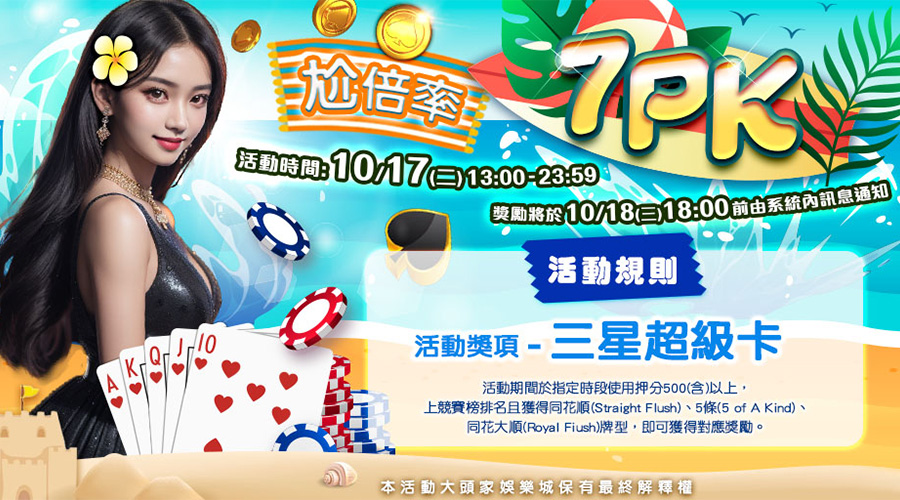 尬倍率
7PK
活動時間:10/17(二)13:00-23:59
獎勵將於10/18(三)18:00前由系統內訊息通知
活動規則
活動獎項-三星超級卡
活動期間於指定時段使用押分500(含)以上，
上競賽榜排名且獲得同花順(Straight Flush)、5條(5 of A Kind)、
同花大順(Royal Fiush)牌型，即可獲得對應獎勵。
A K Q J 10
本活動大頭家娛樂城保有最終解釋權